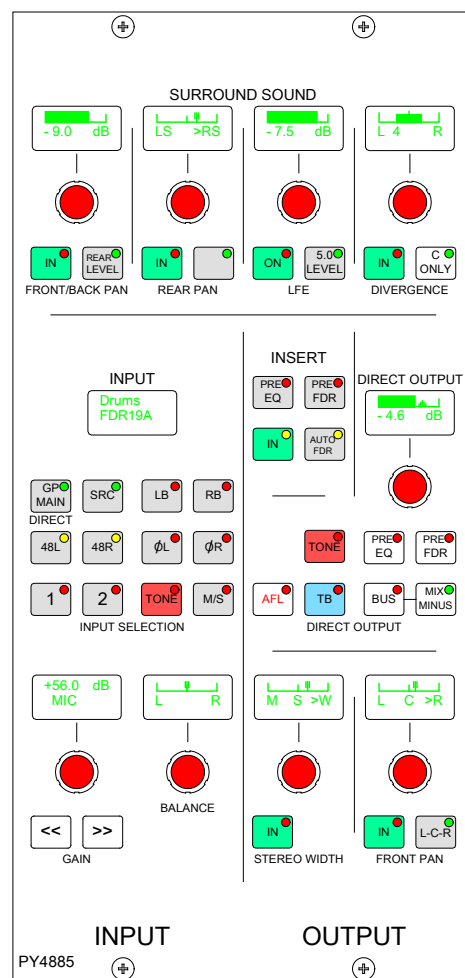 SURROUND SOUND
- 9.0 dB
LS >RS
- 7.5 dB
L 4 R
IN
REAR
LEVEL
IN
ON
5.0
LEVEL
IN
C
ONLY
FRONT/BACK PAN
REAR PAN
LFE
DIVERGENCE
INPUT
Drums
FDR19A
GP
MAIN
SRC
LB
RB
DIRECT
48L
48R
ØL
ØR
1
2
TONE
M/S
INPUT SELECTION
INSERT
PRE
EQ
PRE
FDR
IN
AUTO
FDR
DIRECT OUTPUT
- 4.6 dB
TONE
PRE
EQ
PRE
FDR
AFL
TB
BUS
MIX
MINUS
DIRECT OUTPUT
+56.0 dB
MIC
L R
BALANCE
<< >>
GAIN
M S >W
L C >R
IN
IN
L-C-R
STEREO WIDTH
FRONT PAN
INPUT
OUTPUT
PY4885